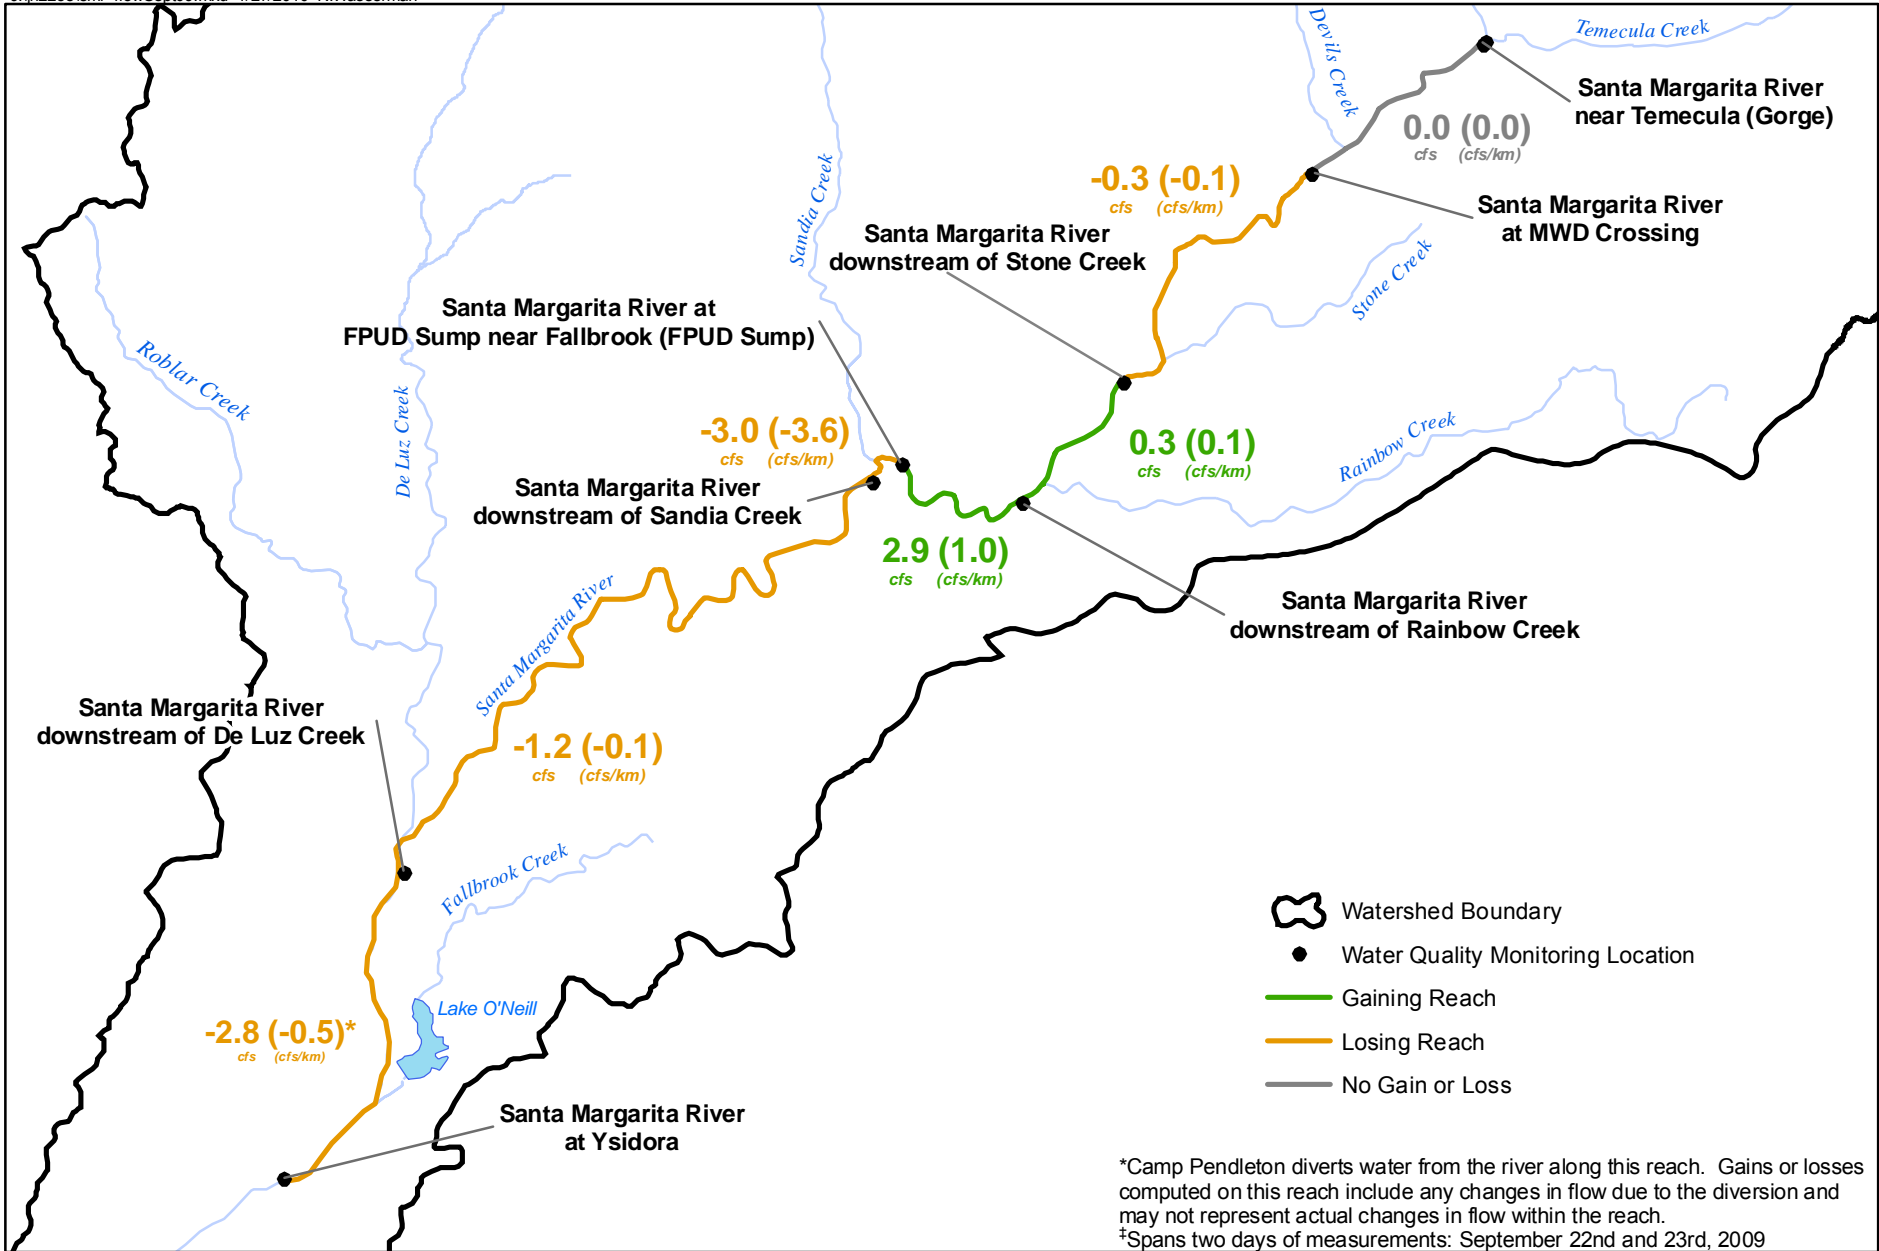 Devils Creek
Temecula Creek
Santa Margarita River
near Temecula (Gorge)
0.0 (0.0)
cfs (cfs/km)
-0.3 (-0.1)
cfs (cfs/km)
Santa Margarita River
at MWD Crossing
Sandia Creek
Santa Margarita River
downstream of Stone Creek
Stone Creek
Santa Margarita River at
FPUD Sump near Fallbrook (FPUD Sump)
Roblar Creek
De Luz Creek
-3.0 (-3.6)
cfs (cfs/km)
0.3 (0.1)
cfs (cfs/km)
Rainbow Creek
Santa Margarita River
downstream of Sandia Creek
2.9 (1.0)
cfs (cfs/km)
Santa Margarita River
downstream of Rainbow Creek
Santa Margarita River
Santa Margarita River
downstream of De Luz Creek
-1.2 (-0.1)
cfs (cfs/km)
Fallbrook Creek
Lake O'Neill
-2.8 (-0.5)*
cfs (cfs/km)
Santa Margarita River
at Ysidora
Watershed Boundary
Water Quality Monitoring Location
Gaining Reach
Losing Reach
No Gain or Loss
*Camp Pendleton diverts water from the river along this reach. Gains or losses
computed on this reach include any changes in flow due to the diversion and
may not represent actual changes in flow within the reach.
‡Spans two days of measurements: September 22nd and 23rd, 2009